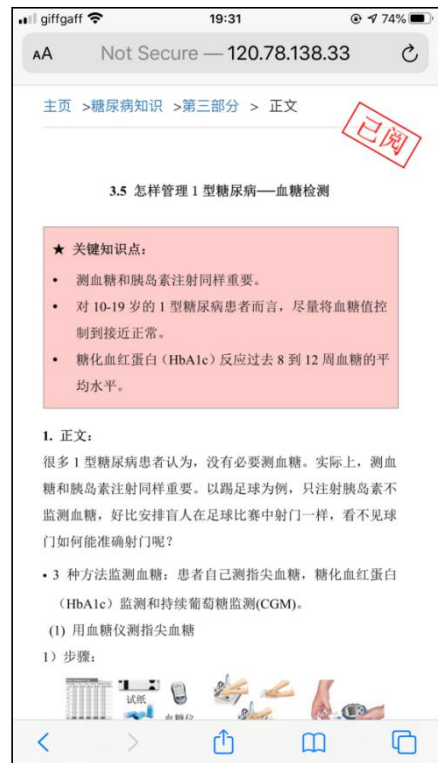 giffgaff 19:31 74%
AA Not Secure — 120.78.138.33
主页 >糖尿病知识 >第三部分 > 正文
已阅
3.5 怎样管理 1 型糖尿病──血糖检测
★ 关键知识点:
• 测血糖和胰岛素注射同样重要。
• 对 10-19 岁的 1 型糖尿病患者而言，尽量将血糖值控
制到接近正常。
• 糖化血红蛋白（HbA1c）反应过去 8 到 12 周血糖的平
均水平。
1. 正文:
很多 1 型糖尿病患者认为，没有必要测血糖。实际上，测血
糖和胰岛素注射同样重要。以踢足球为例，只注射胰岛素不
监测血糖，好比安排盲人在足球比赛中射门一样，看不见球
门如何能准确射门呢？
• 3 种方法监测血糖：患者自己测指尖血糖，糖化血红蛋白
（HbA1c）监测和持续葡萄糖监测(CGM)。
(1) 用血糖仪测指尖血糖
1）步骤：
试纸
血糖仪